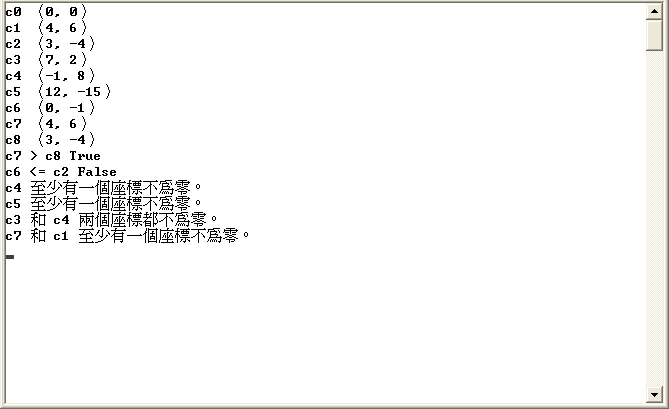 c0 (0, 0)
c1 (4, 6)
c2 (3, -4)
c3 (7, 2)
c4 (-1, 8)
c5 (12, -15)
c6 (0, -1)
c7 (4, 6)
c8 (3, -4)
c7 > c8 True
c6 <= c2 False
c4 至少有一個座標不為零。
c5 至少有一個座標不為零。
c3 和 c4 兩個座標都不為零。
c7 和 c1 至少有一個座標不為零。